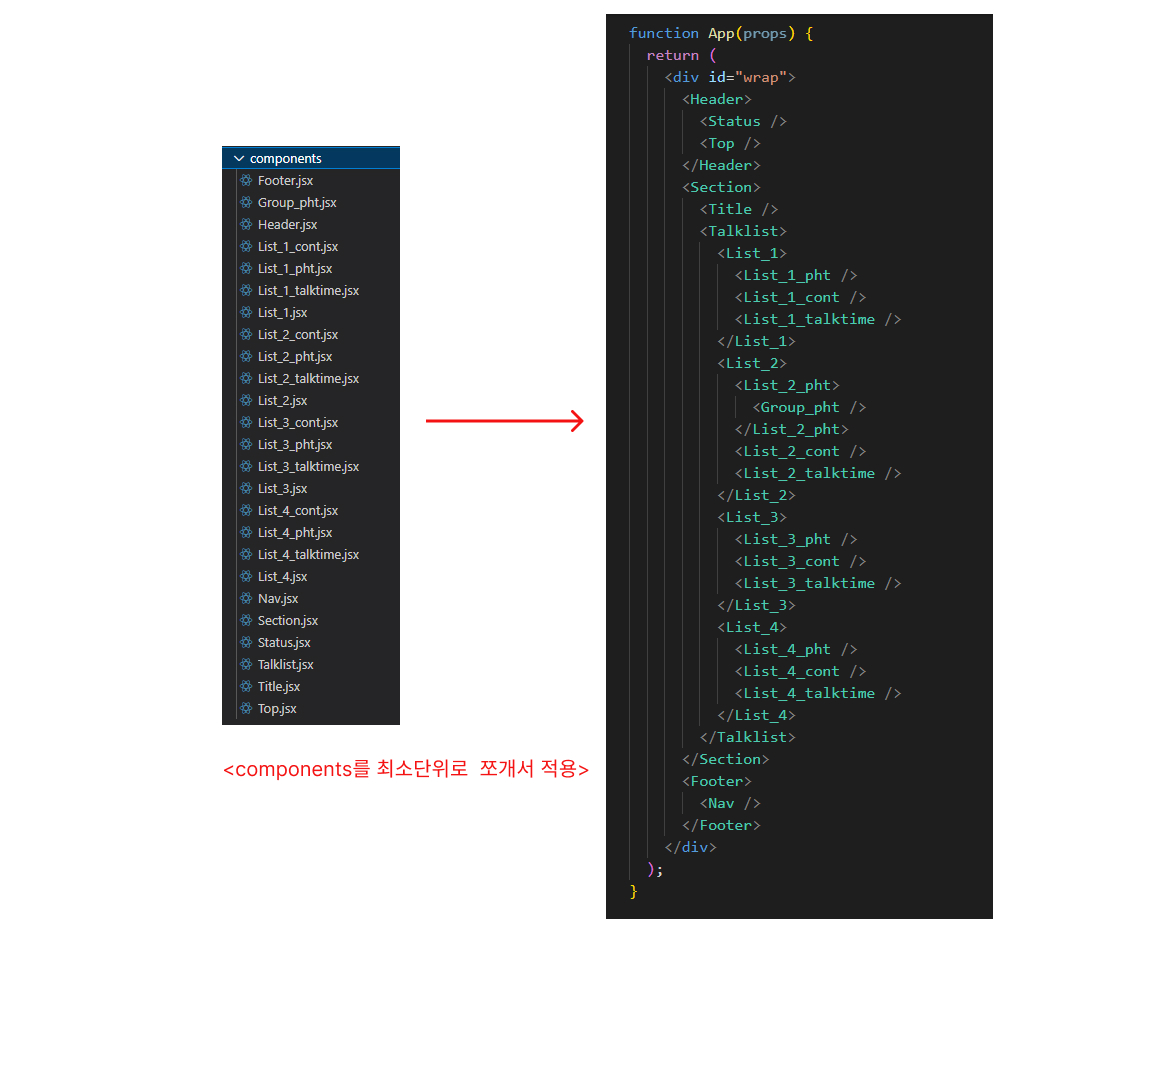 components
Footer.jsx
Group_pht.jsx
Header.jsx
List_1_cont.jsx
List_1_pht.jsx
List_1_talktime.jsx
List_1.jsx
List_2_cont.jsx
List_2_pht.jsx
List_2_talktime.jsx
List_2.jsx
List_3_cont.jsx
List_3_pht.jsx
List_3_talktime.jsx
List_3.jsx
List_4_cont.jsx
List_4_pht.jsx
List_4_talktime.jsx
List_4.jsx
Nav.jsx
Section.jsx
Status.jsx
Talklist.jsx
Title.jsx
Top.jsx
<components를 최소단위로  쪼개서 적용>
function App(props) {
  return (
    <div id="wrap">
      <Header>
        <Status />
        <Top />
      </Header>
      <Section>
        <Title />
        <Talklist>
          <List_1>
            <List_1_pht />
            <List_1_cont />
            <List_1_talktime />
          </List_1>
          <List_2>
            <List_2_pht>
              <Group_pht />
            </List_2_pht>
            <List_2_cont />
            <List_2_talktime />
          </List_2>
          <List_3>
            <List_3_pht />
            <List_3_cont />
            <List_3_talktime />
          </List_3>
          <List_4>
            <List_4_pht />
            <List_4_cont />
            <List_4_talktime />
          </List_4>
        </Talklist>
      </Section>
      <Footer>
        <Nav />
      </Footer>
    </div>
  );
}